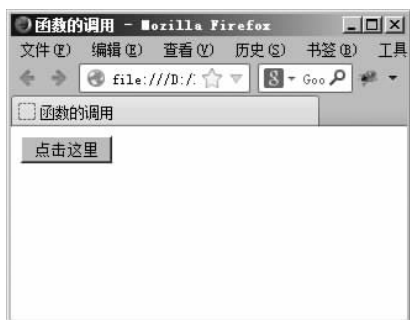 函数的调用 - Mozilla Firefox
文件(F) 编辑(E) 查看(V) 历史(S) 书签(B) 工具
file:///D:/ 8 Goo
函数的调用
点击这里